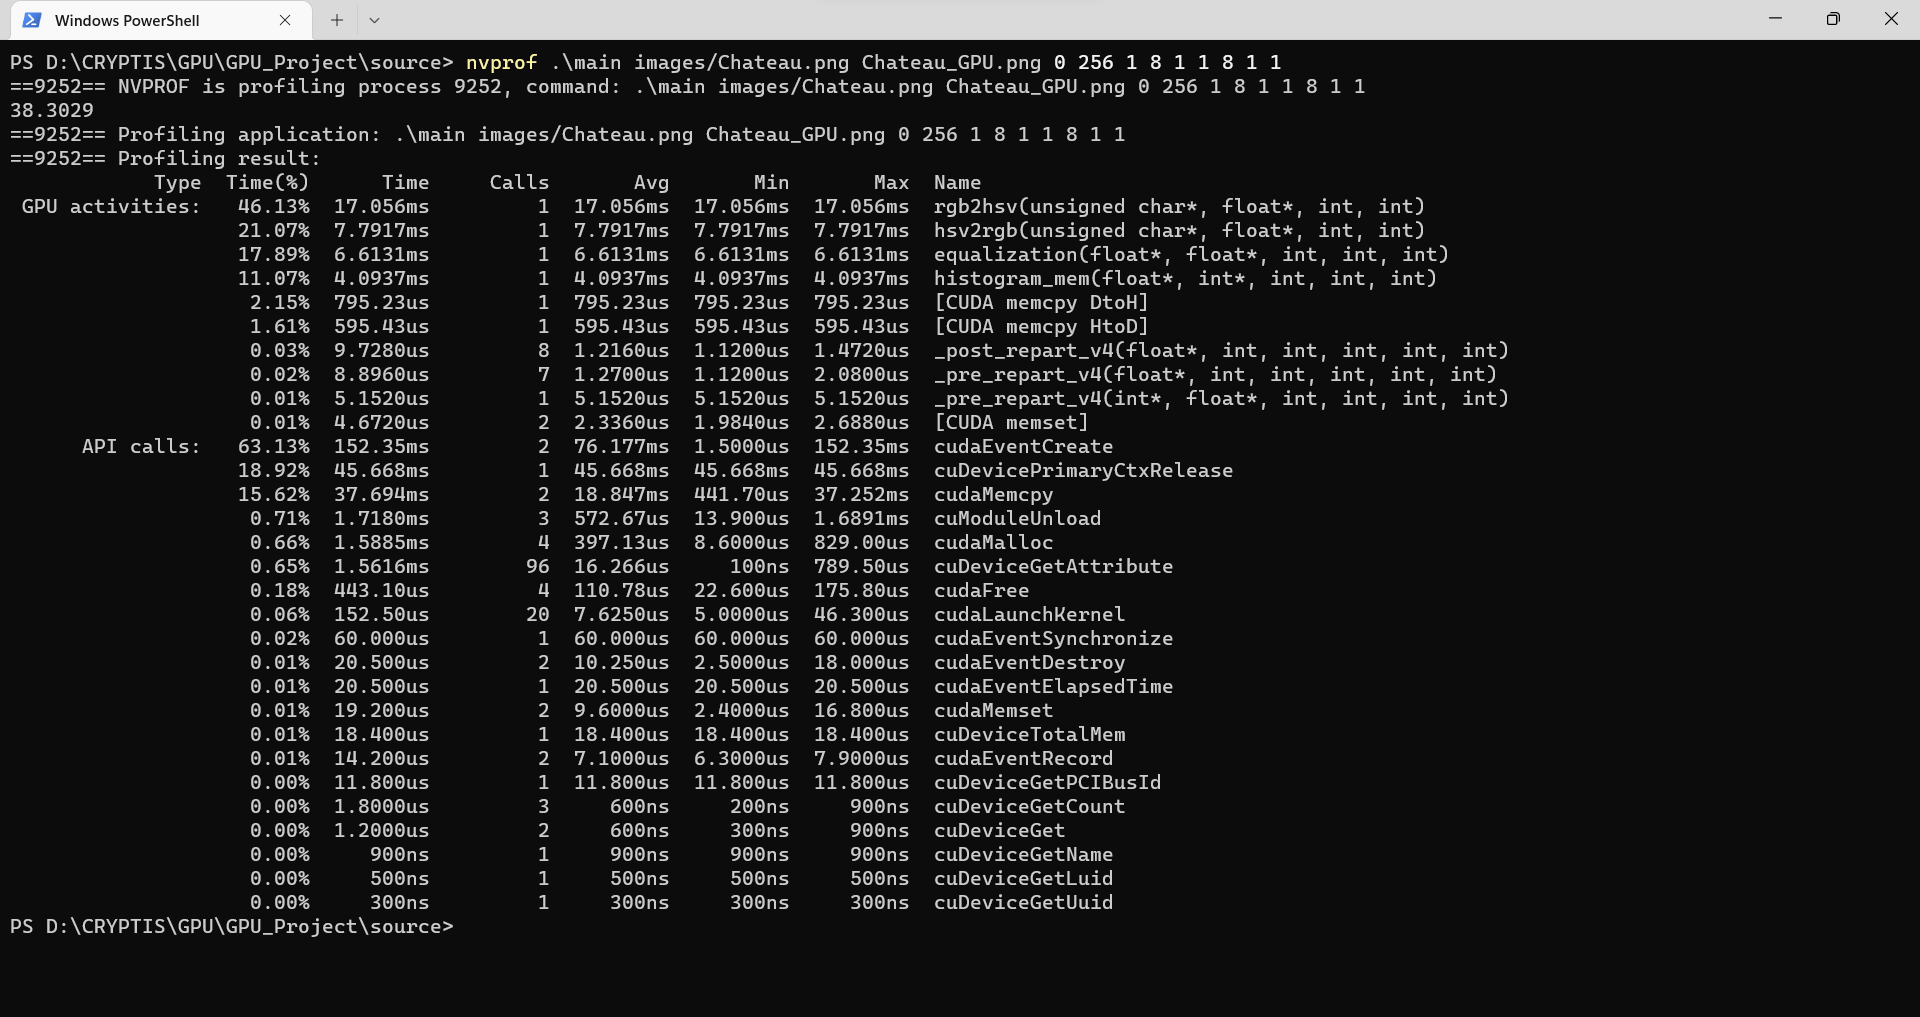 Windows PowerShell
PS D:\CRYPTIS\GPU\GPU_Project\source> nvprof .\main images/Chateau.png Chateau_GPU.png 0 256 1 8 1 1 8 1 1
==9252== NVPROF is profiling process 9252, command: .\main images/Chateau.png Chateau_GPU.png 0 256 1 8 1 1 8 1 1
38.3029
==9252== Profiling application: .\main images/Chateau.png Chateau_GPU.png 0 256 1 8 1 1 8 1 1
==9252== Profiling result:
Type Time(%) Time Calls Avg Min Max Name
GPU activities: 46.13% 17.056ms 1 17.056ms 17.056ms 17.056ms rgb2hsv(unsigned char*, float*, int, int)
21.07% 7.7917ms 1 7.7917ms 7.7917ms 7.7917ms hsv2rgb(unsigned char*, float*, int, int)
17.89% 6.6131ms 1 6.6131ms 6.6131ms 6.6131ms equalization(float*, float*, int, int, int)
11.07% 4.0937ms 1 4.0937ms 4.0937ms 4.0937ms histogram_mem(float*, int*, int, int, int)
2.15% 795.23us 1 795.23us 795.23us 795.23us [CUDA memcpy DtoH]
1.61% 595.43us 1 595.43us 595.43us 595.43us [CUDA memcpy HtoD]
0.03% 9.7280us 8 1.2160us 1.1200us 1.4720us _post_repart_v4(float*, int, int, int, int, int)
0.02% 8.8960us 7 1.2700us 1.1200us 2.0800us _pre_repart_v4(float*, int, int, int, int, int)
0.01% 5.1520us 1 5.1520us 5.1520us 5.1520us _pre_repart_v4(int*, float*, int, int, int, int)
0.01% 4.6720us 2 2.3360us 1.9840us 2.6880us [CUDA memset]
API calls: 63.13% 152.35ms 2 76.177ms 1.5000us 152.35ms cudaEventCreate
18.92% 45.668ms 1 45.668ms 45.668ms 45.668ms cuDevicePrimaryCtxRelease
15.62% 37.694ms 2 18.847ms 441.70us 37.252ms cudaMemcpy
0.71% 1.7180ms 3 572.67us 13.900us 1.6891ms cuModuleUnload
0.66% 1.5885ms 4 397.13us 8.6000us 829.00us cudaMalloc
0.65% 1.5616ms 96 16.266us 100ns 789.50us cuDeviceGetAttribute
0.18% 443.10us 4 110.78us 22.600us 175.80us cudaFree
0.06% 152.50us 20 7.6250us 5.0000us 46.300us cudaLaunchKernel
0.02% 60.000us 1 60.000us 60.000us 60.000us cudaEventSynchronize
0.01% 20.500us 2 10.250us 2.5000us 18.000us cudaEventDestroy
0.01% 20.500us 1 20.500us 20.500us 20.500us cudaEventElapsedTime
0.01% 19.200us 2 9.6000us 2.4000us 16.800us cudaMemset
0.01% 18.400us 1 18.400us 18.400us 18.400us cuDeviceTotalMem
0.01% 14.200us 2 7.1000us 6.3000us 7.9000us cudaEventRecord
0.00% 11.800us 1 11.800us 11.800us 11.800us cuDeviceGetPCIBusId
0.00% 1.8000us 3 600ns 200ns 900ns cuDeviceGetCount
0.00% 1.2000us 2 600ns 300ns 900ns cuDeviceGet
0.00% 900ns 1 900ns 900ns 900ns cuDeviceGetName
0.00% 500ns 1 500ns 500ns 500ns cuDeviceGetLuid
0.00% 300ns 1 300ns 300ns 300ns cuDeviceGetUuid
PS D:\CRYPTIS\GPU\GPU_Project\source>